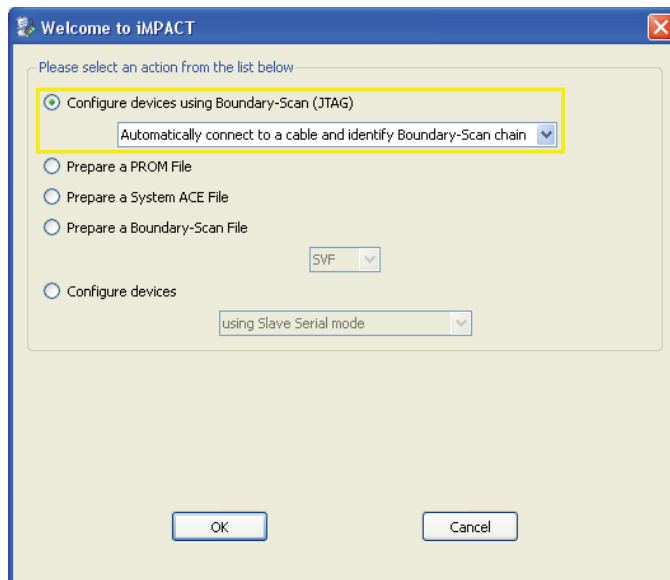 Welcome to iMPACT
Please select an action from the list below
Configure devices using Boundary-Scan (JTAG)
Automatically connect to a cable and identify Boundary-Scan chain
Prepare a PROM File
Prepare a System ACE File
Prepare a Boundary-Scan File
SVF
Configure devices
using Slave Serial mode
OK
Cancel